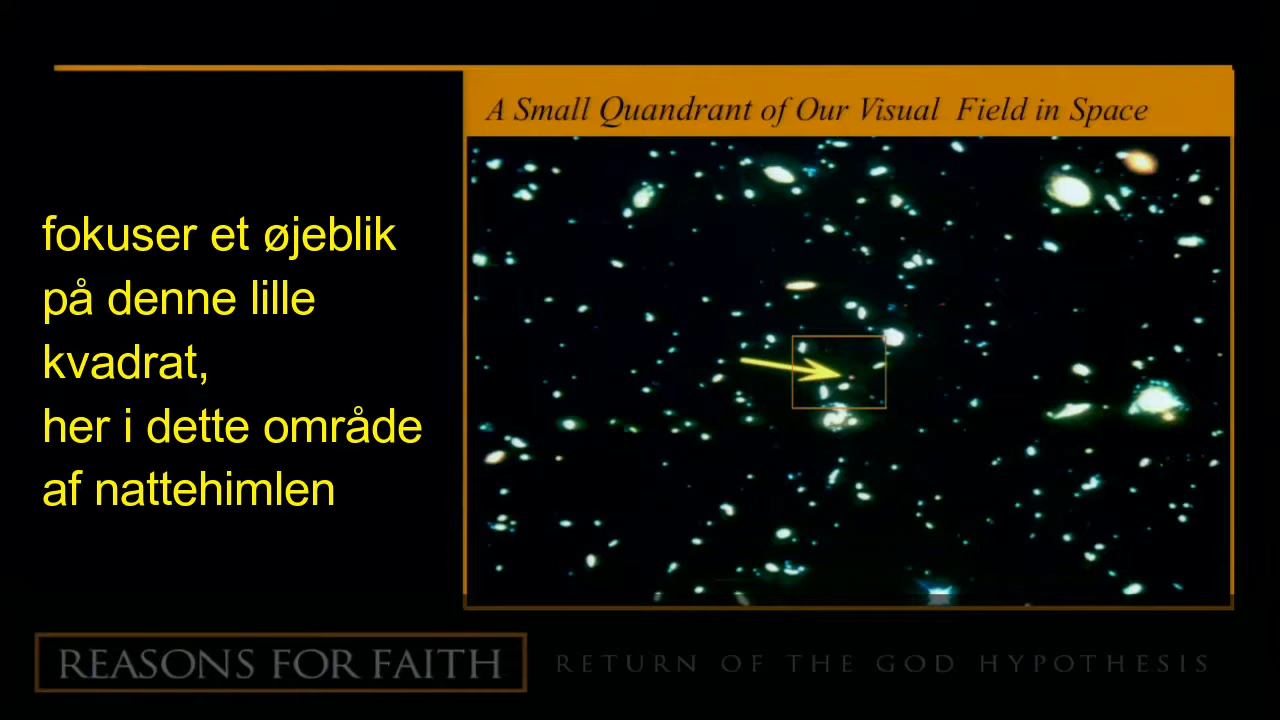 A Small Quandrant of Our Visual Field in Space
fokuser et øjeblik
på denne lille
kvadrat,
her i dette område
af nattehimlen
REASONS FOR FAITH
RETURN OF THE GOD HYPOTHESIS